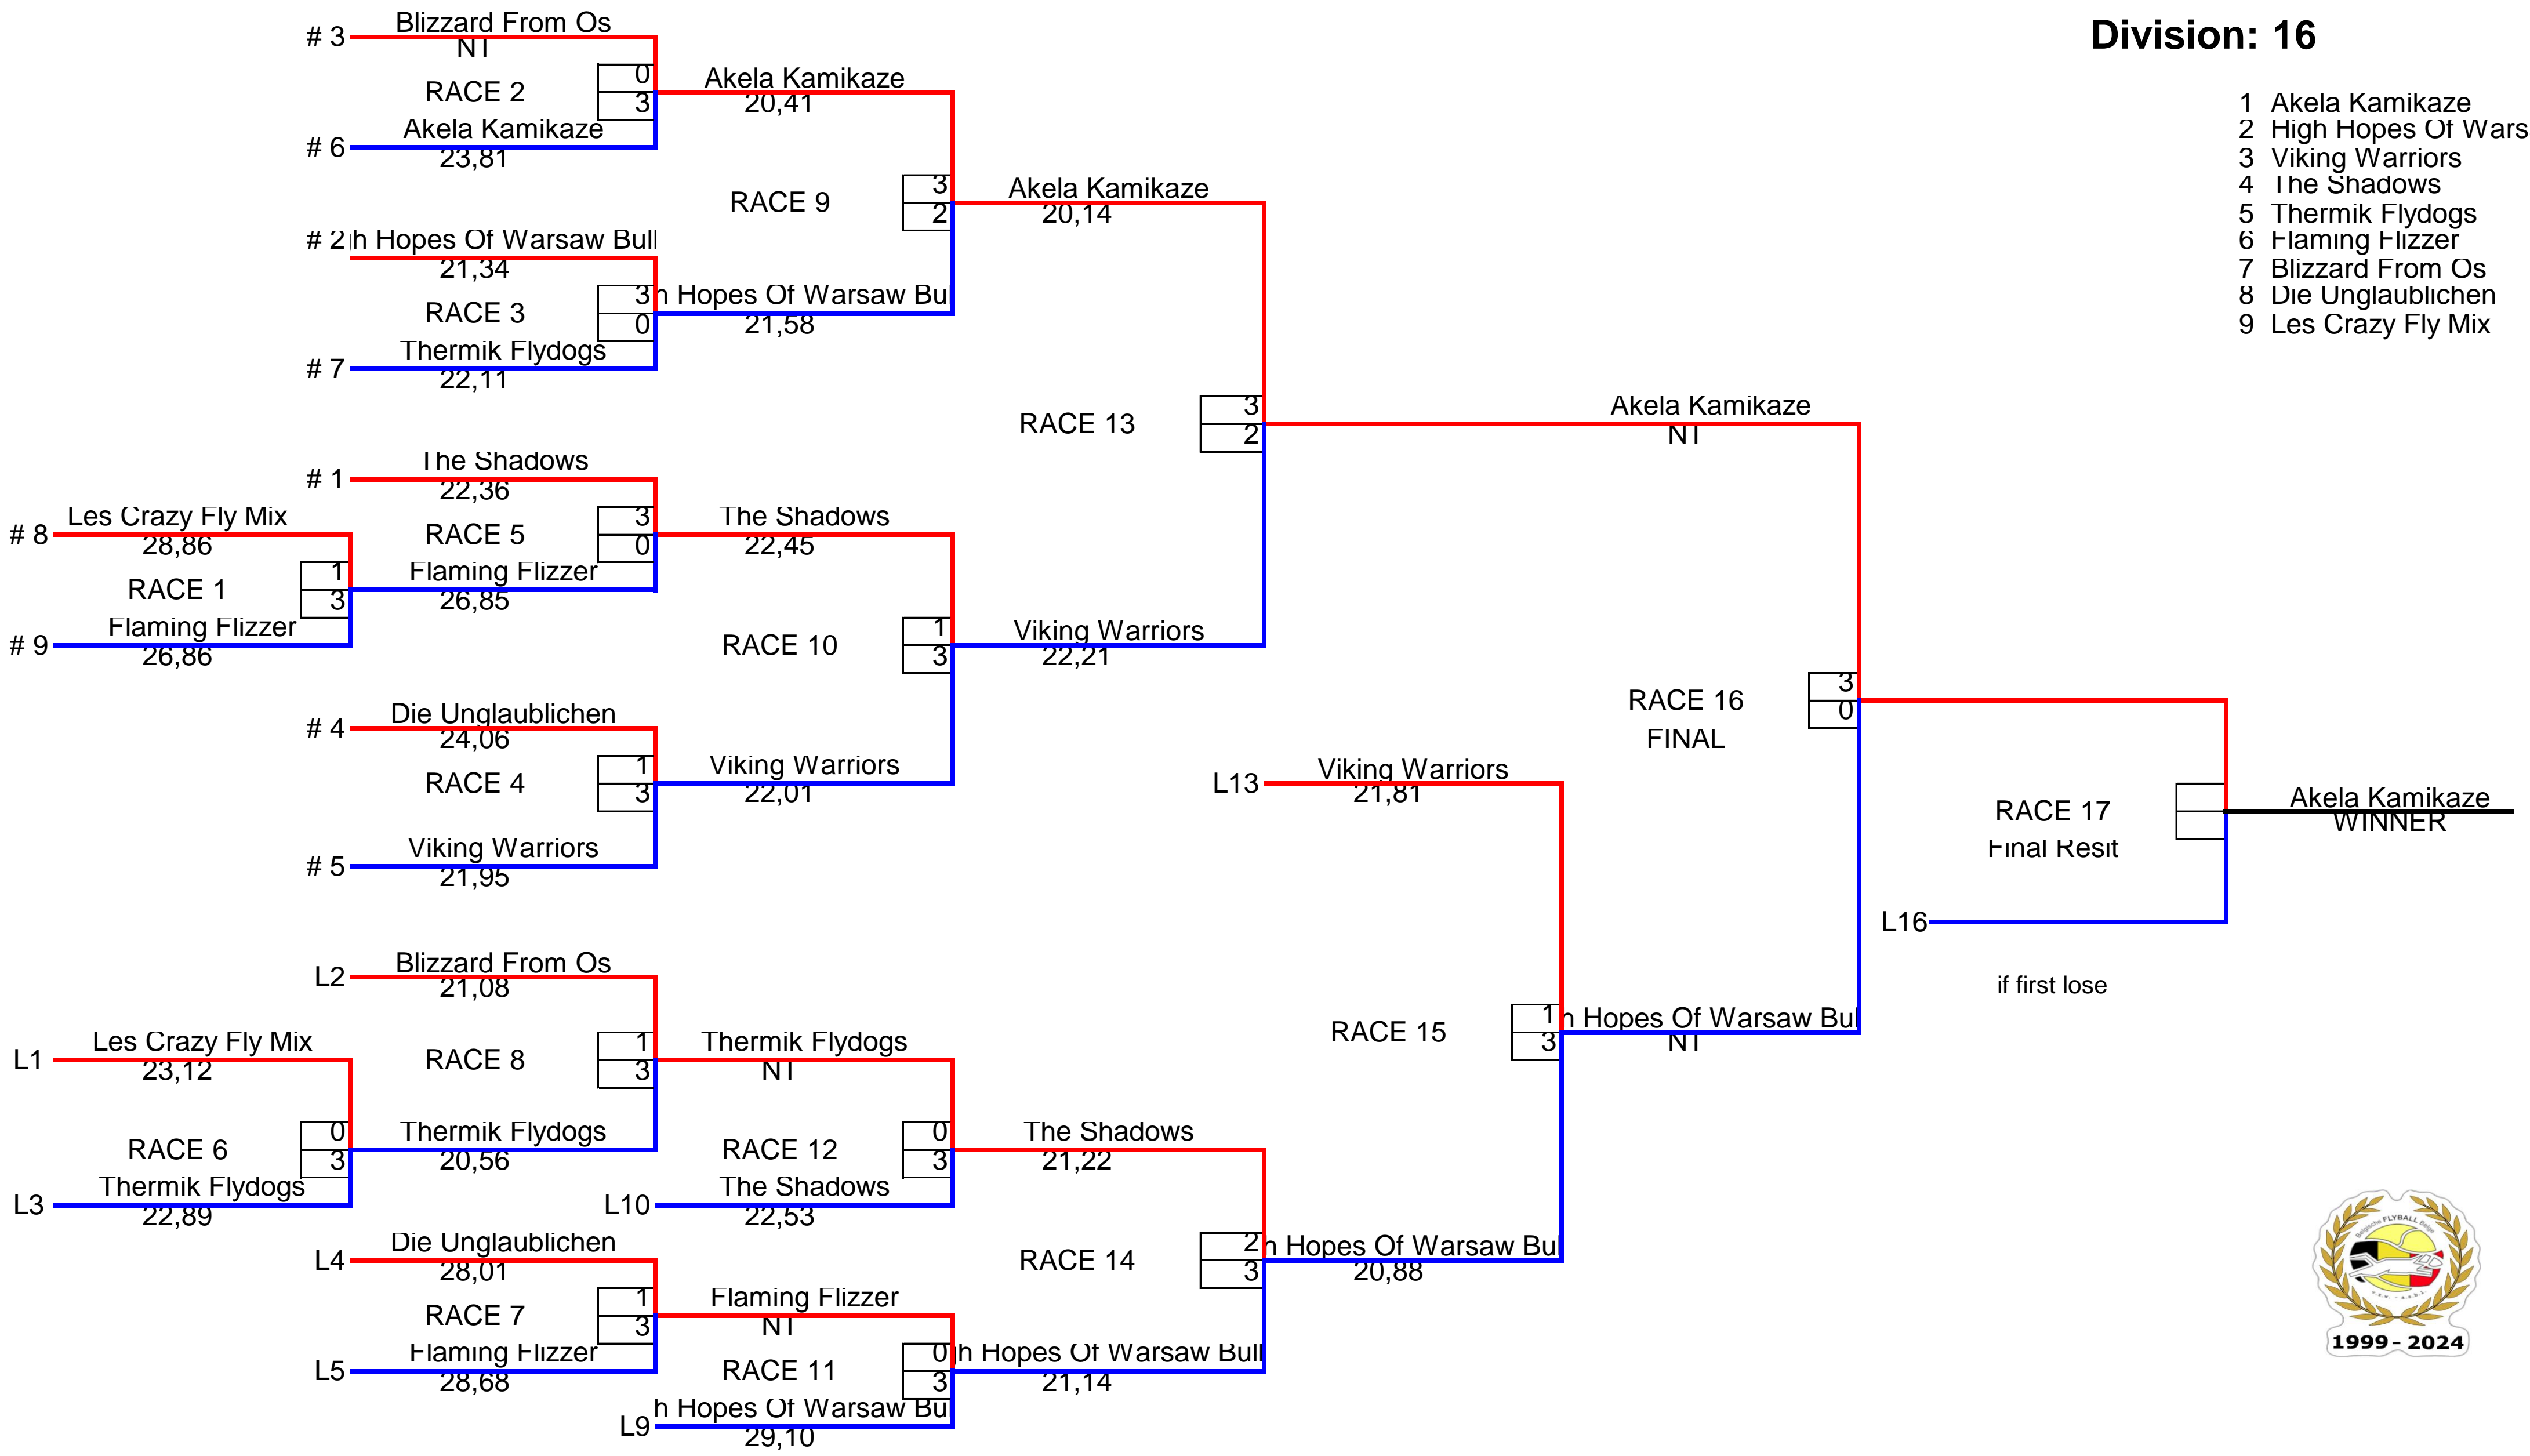 Division: 16
1 Akela Kamikaze
2 High Hopes Of Wars
3 Viking Warriors
4 The Shadows
5 Thermik Flydogs
6 Flaming Flizzer
7 Blizzard From Os
8 Die Unglaublichen
9 Les Crazy Fly Mix
# 3 Blizzard From Os
NT
RACE 2 0
3
Akela Kamikaze
# 6
23,81
Akela Kamikaze
20,41
RACE 9 3
2
Akela Kamikaze
20,14
# 2 h Hopes Of Warsaw Bull
21,34
RACE 3 3
0
h Hopes Of Warsaw Bul
21,58
Thermik Flydogs
# 7
22,11
RACE 13 3
2
Akela Kamikaze
NT
The Shadows
# 1
22,36
RACE 5 3
0
The Shadows
22,45
Les Crazy Fly Mix
# 8
28,86
RACE 1 1
3
Flaming Flizzer
26,85
Flaming Flizzer
# 9
26,86
RACE 10 1
3
Viking Warriors
22,21
Die Unglaublichen
# 4
24,06
RACE 4 1
3
Viking Warriors
22,01
Viking Warriors
# 5
21,95
RACE 16 3
FINAL 0
L13 Viking Warriors
21,81
RACE 17
Final Resit
Akela Kamikaze
WINNER
L16
if first lose
L2 Blizzard From Os
21,08
RACE 8 1
3
Thermik Flydogs
NT
Les Crazy Fly Mix
L1
23,12
RACE 6 0
3
Thermik Flydogs
20,56
Thermik Flydogs
L3
22,89
RACE 12 0
3
The Shadows
21,22
The Shadows
L10
22,53
RACE 15 1
3
h Hopes Of Warsaw Bul
NT
Die Unglaublichen
L4
28,01
RACE 7 1
3
Flaming Flizzer
NT
Flaming Flizzer
L5
28,68
RACE 14 2
3
h Hopes Of Warsaw Bul
20,88
RACE 11 0
3
gh Hopes Of Warsaw Bull
21,14
h Hopes Of Warsaw Bul
L9
29,10
Belgische FLYBALL Belge
v.z.w. - a.s.b.l.
1999 - 2024